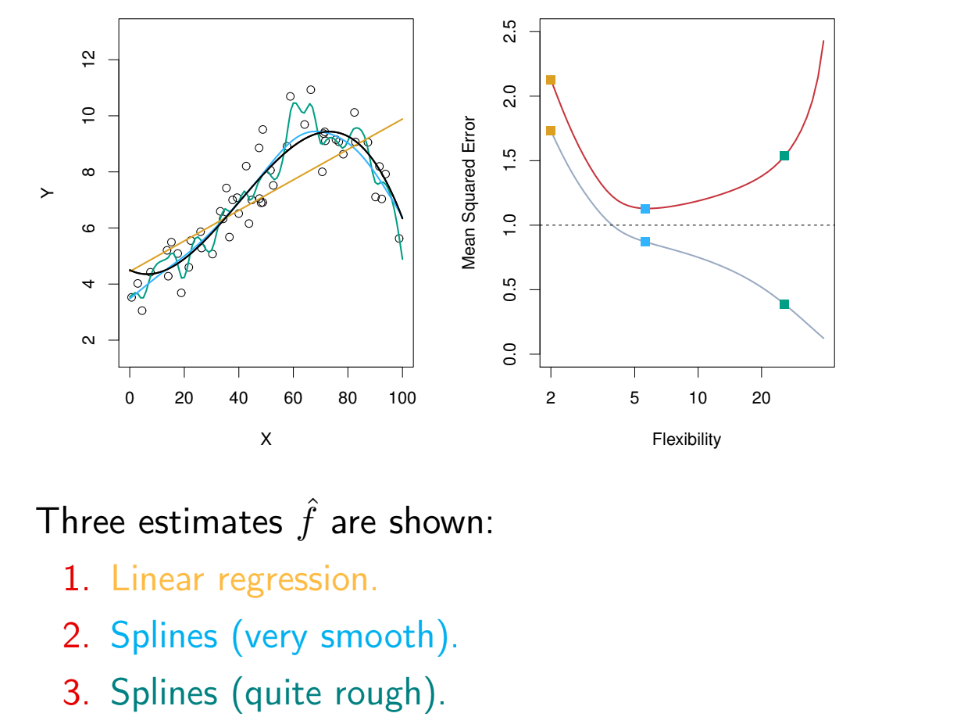 Y
2 4 6 8 10 12
0 20 40 60 80 100
X
Mean Squared Error
0.0 0.5 1.0 1.5 2.0 2.5
2 5 10 20
Flexibility
Three estimates f̂ are shown:
1. Linear regression.
2. Splines (very smooth).
3. Splines (quite rough).